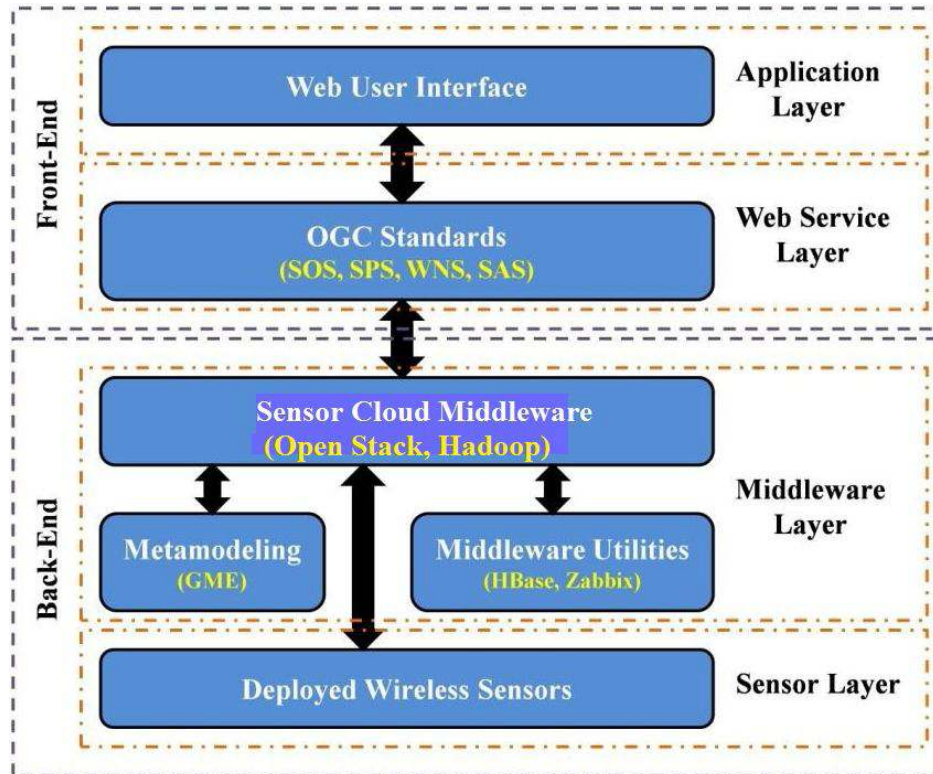 Front-End
Web User Interface
Application
Layer
OGC Standards
(SOS, SPS, WNS, SAS)
Web Service
Layer
Back-End
Sensor Cloud Middleware
(Open Stack, Hadoop)
Metamodeling
(GME)
Middleware Utilities
(HBase, Zabbix)
Middleware
Layer
Deployed Wireless Sensors
Sensor Layer